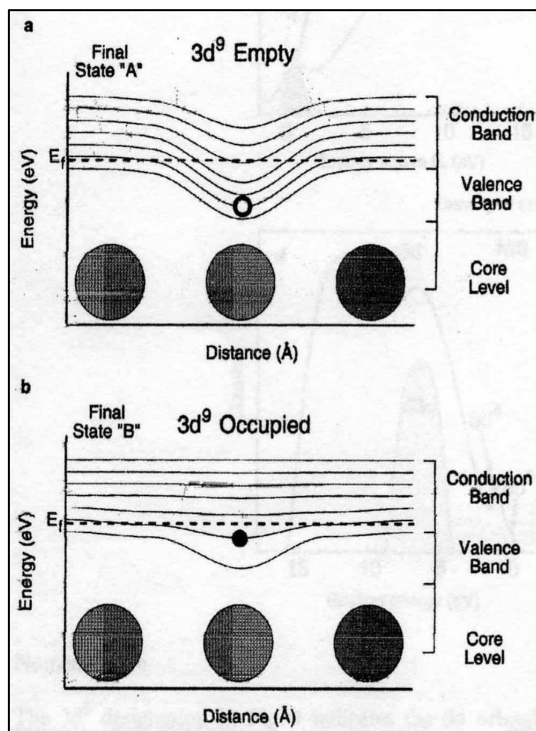 a
Final
State "A"
3d⁹ Empty
Conduction
Band
E_f
Valence
Band
Energy (eV)
Core
Level
Distance (Å)
b
Final
State "B"
3d⁹ Occupied
Conduction
Band
E_f
Valence
Band
Energy (eV)
Core
Level
Distance (Å)